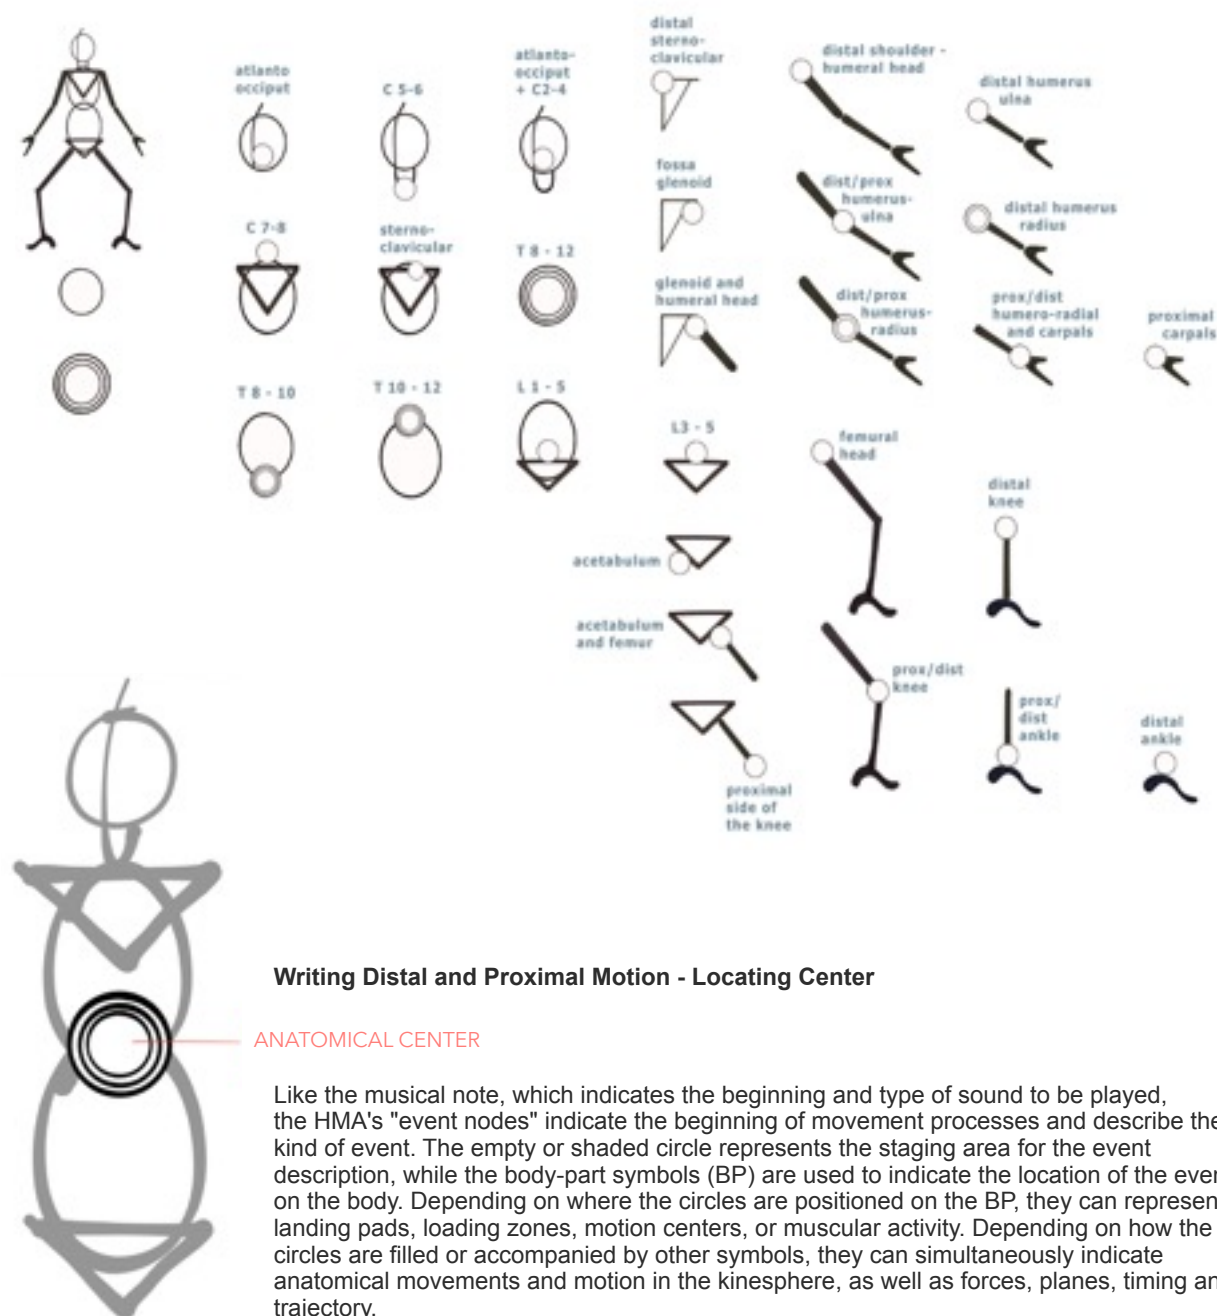 distal
sterno-
clavicular
distal shoulder -
humeral head
distal humerus
ulna
atlanto
occiput
C 5-6
atlanto-
occiput
+ C2-4
fossa
glenoid
dist/prox
humerus-
ulna
distal humerus
radius
C 7-8
sterno-
clavicular
T 8 - 12
glenoid and
humeral head
dist/prox
humerus-
radius
prox/dist
humero-radial
and carpals
proximal
carpals
T 8 - 10
T 10 - 12
L 1 - 5
L3 - 5
femural
head
distal
knee
acetabulum
acetabulum
and femur
prox/dist
knee
prox/
dist
ankle
distal
ankle
proximal
side of
the knee
Writing Distal and Proximal Motion - Locating Center
ANATOMICAL CENTER
Like the musical note, which indicates the beginning and type of sound to be played,
the HMA's "event nodes" indicate the beginning of movement processes and describe the
kind of event. The empty or shaded circle represents the staging area for the event
description, while the body-part symbols (BP) are used to indicate the location of the even
on the body. Depending on where the circles are positioned on the BP, they can represen
landing pads, loading zones, motion centers, or muscular activity. Depending on how the
circles are filled or accompanied by other symbols, they can simultaneously indicate
anatomical movements and motion in the kinesphere, as well as forces, planes, timing an
trajectory.